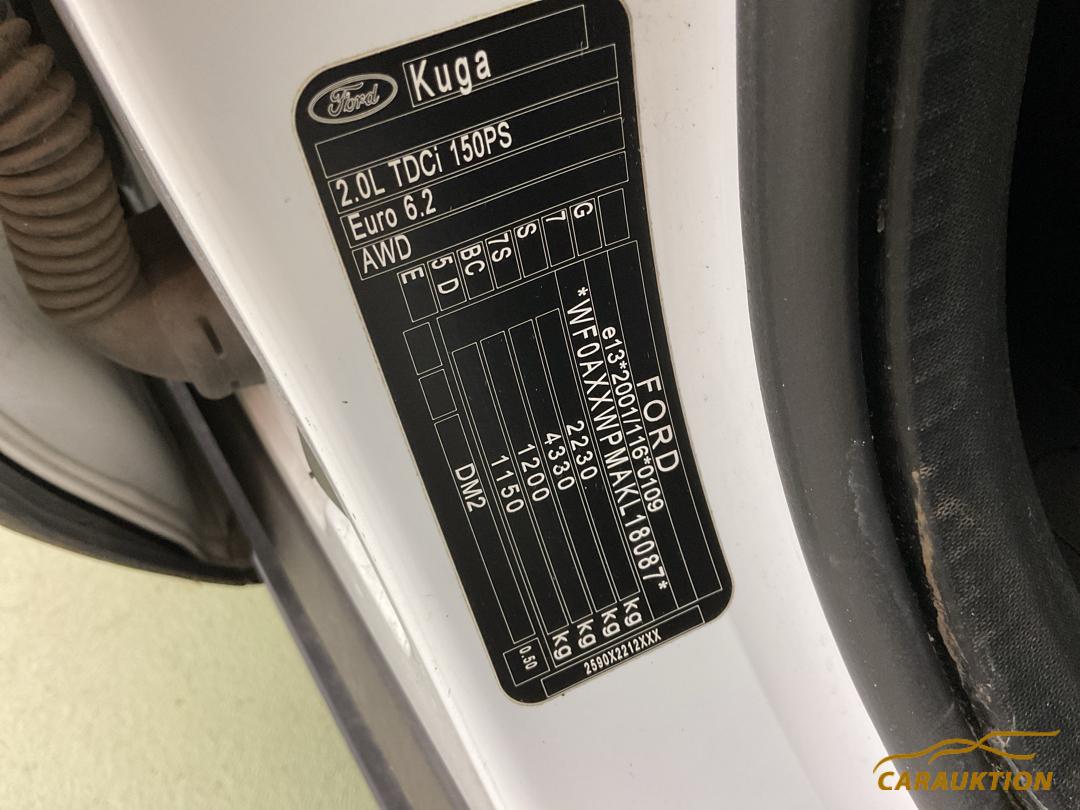 Ford
Kuga
2.0L TDCi 150PS
Euro 6.2
AWD
E
5 D
BC
7S
S
7
G
FORD
e13*2001/116*0109
*WF0AXXWPMAKL18087*
2230 kg
4330 kg
1200 kg
1150 kg
DM2
0.50
2590X2212XXX
CARAUKTION